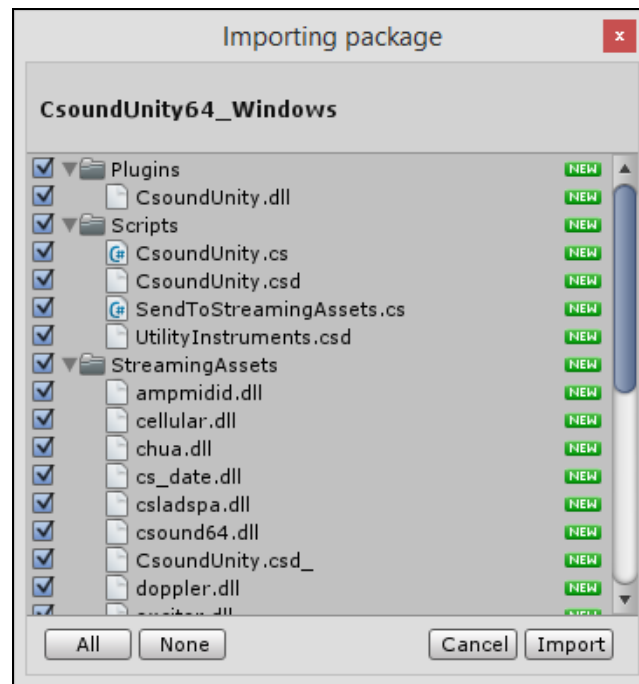 Importing package
x
CsoundUnity64_Windows
Plugins NEW
CsoundUnity.dll NEW
Scripts NEW
CsoundUnity.cs NEW
CsoundUnity.csd NEW
SendToStreamingAssets.cs NEW
UtilityInstruments.csd NEW
StreamingAssets NEW
ampmidid.dll NEW
cellular.dll NEW
chua.dll NEW
cs_date.dll NEW
csladspa.dll NEW
csound64.dll NEW
CsoundUnity.csd_ NEW
doppler.dll NEW
All None Cancel Import